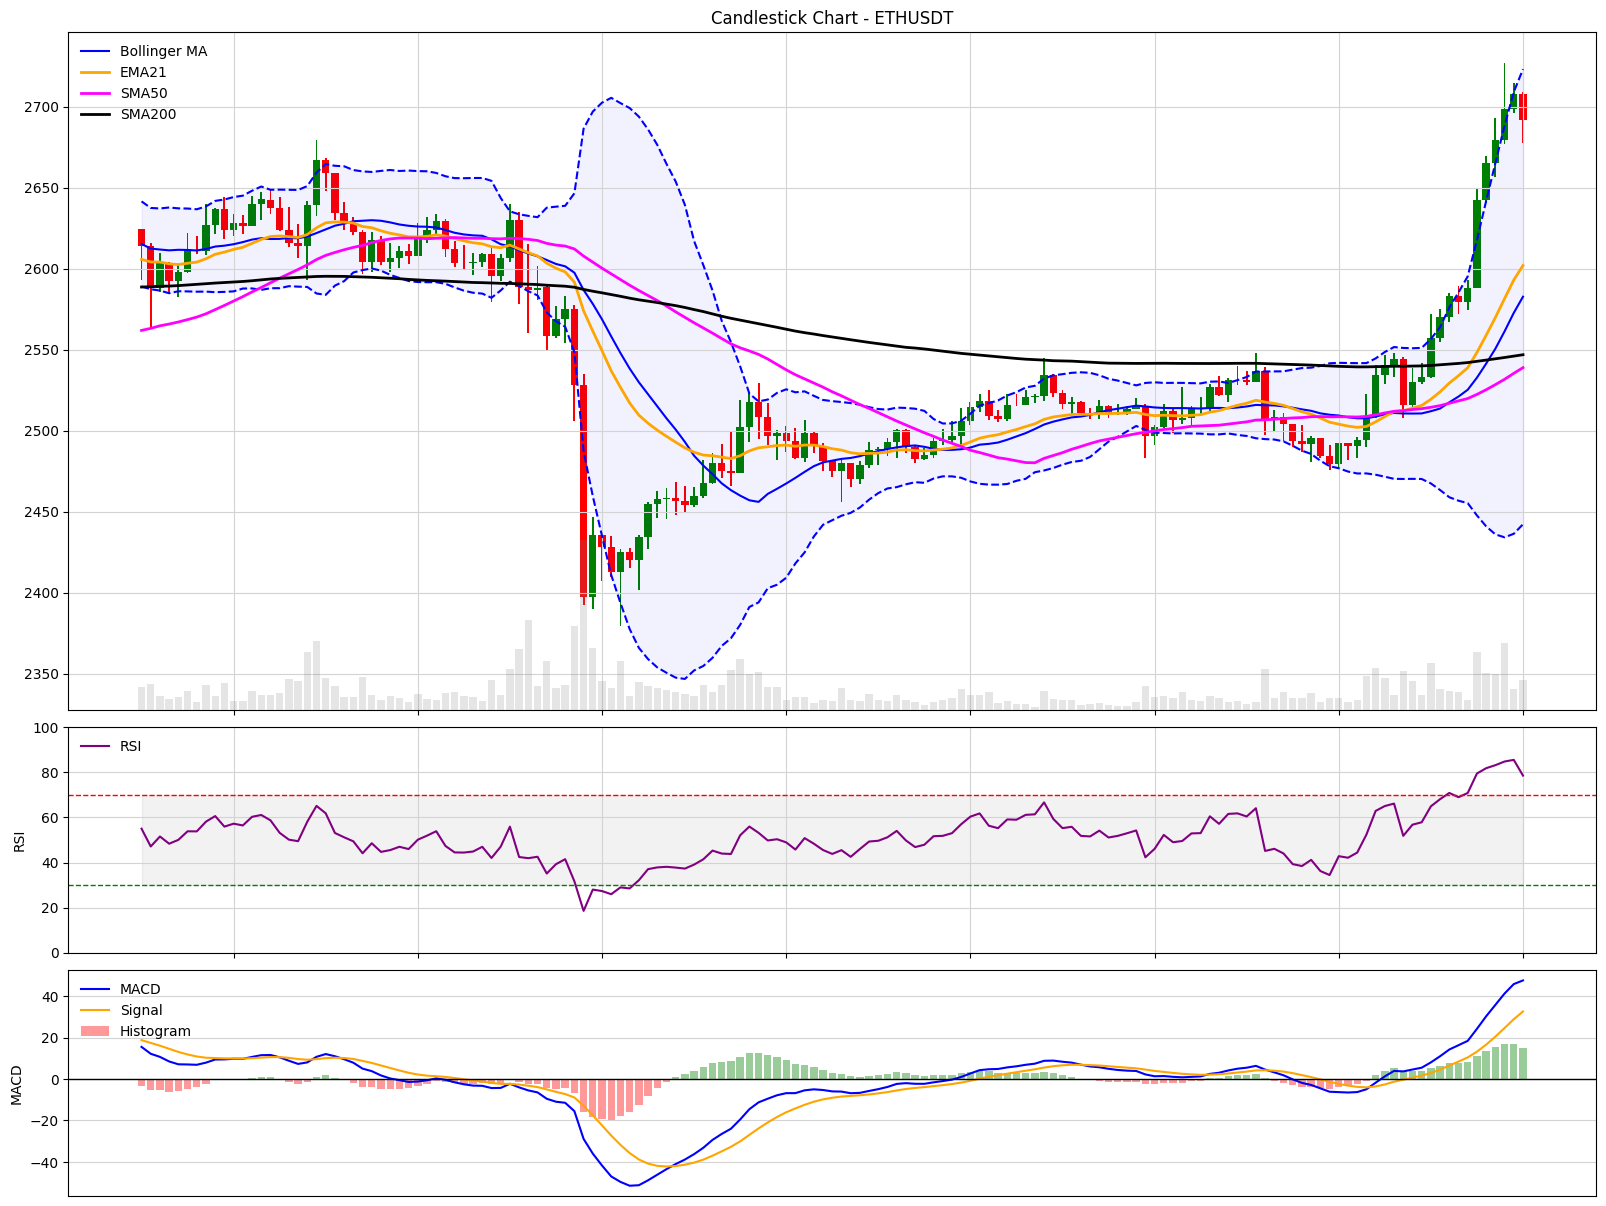 Candlestick Chart - ETHUSDT
Bollinger MA
EMA21
SMA50
SMA200
2700
2650
2600
2550
2500
2450
2400
2350
RSI
100
80
60
40
20
0
RSI
MACD
Signal
Histogram
40
20
0
−20
−40
MACD